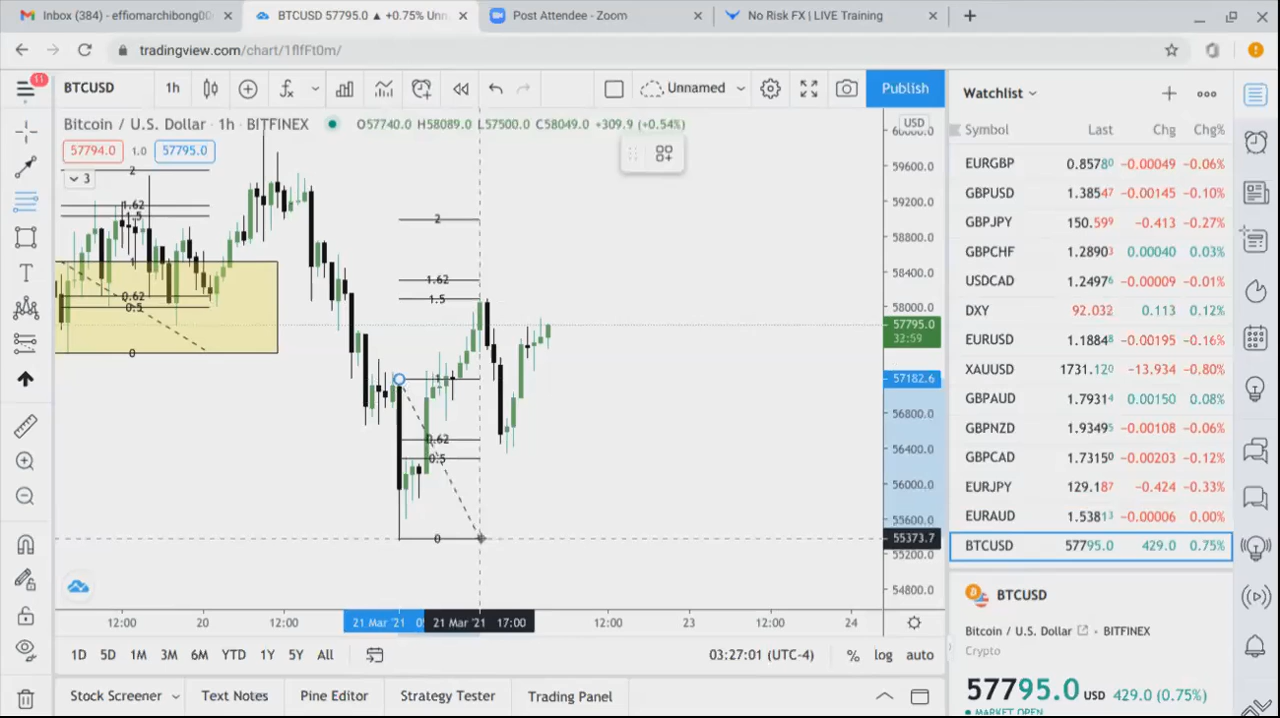 Inbox (384) - effiomarchibong00
BTCUSD 57795.0 ▲ +0.75% Unn
Post Attendee - Zoom
No Risk FX | LIVE Training
tradingview.com/chart/1flfFt0m/
11
BTCUSD
1h
Unnamed
Publish
Bitcoin / U.S. Dollar · 1h · BITFINEX
O57740.0 H58089.0 L57500.0 C58049.0 +309.9 (+0.54%)
57794.0
1.0
57795.0
3
2
1.62
1.5
1
0.62
0.5
0
2
1.62
1.5
1
0.62
0.5
0
USD
60000.0
59600.0
59200.0
58800.0
58400.0
58000.0
57795.0
32:59
57182.6
56800.0
56400.0
56000.0
55600.0
55373.7
55200.0
54800.0
12:00
20
12:00
21 Mar '21
21 Mar '21 17:00
12:00
23
12:00
24
1D 5D 1M 3M 6M YTD 1Y 5Y All
03:27:01 (UTC-4)
% log auto
Stock Screener
Text Notes
Pine Editor
Strategy Tester
Trading Panel
Watchlist
Symbol Last Chg Chg%
EURGBP 0.85780 −0.00049 −0.06%
GBPUSD 1.38547 −0.00145 −0.10%
GBPJPY 150.599 −0.413 −0.27%
GBPCHF 1.28903 0.00040 0.03%
USDCAD 1.24976 −0.00009 −0.01%
DXY 92.032 0.113 0.12%
EURUSD 1.18848 −0.00195 −0.16%
XAUUSD 1731.120 −13.934 −0.80%
GBPAUD 1.79314 0.00150 0.08%
GBPNZD 1.93495 −0.00108 −0.06%
GBPCAD 1.73150 −0.00203 −0.12%
EURJPY 129.187 −0.424 −0.33%
EURAUD 1.53813 −0.00006 0.00%
BTCUSD 57795.0 429.0 0.75%
BTCUSD
Bitcoin / U.S. Dollar
BITFINEX
Crypto
57795.0 USD 429.0 (0.75%)
MARKET OPEN